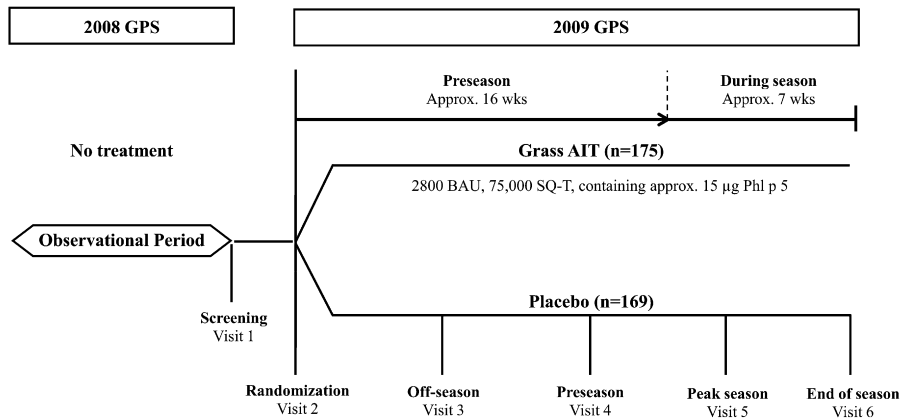 2008 GPS
2009 GPS
Preseason
Approx. 16 wks
During season
Approx. 7 wks
No treatment
Grass AIT (n=175)
2800 BAU, 75,000 SQ-T, containing approx. 15 µg Phl p 5
Observational Period
Placebo (n=169)
Screening
Visit 1
Randomization
Visit 2
Off-season
Visit 3
Preseason
Visit 4
Peak season
Visit 5
End of season
Visit 6